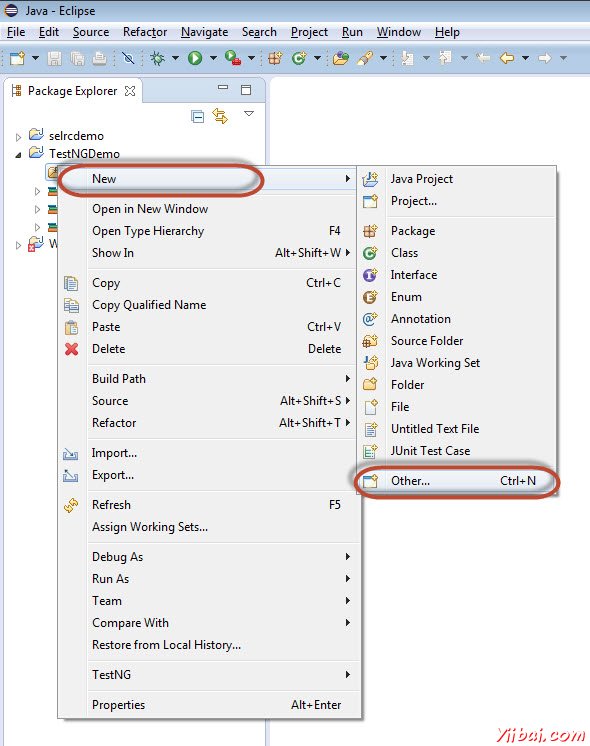 Java - Eclipse
File Edit Source Refactor Navigate Search Project Run Window Help
Package Explorer
selrcdemo
TestNGDemo
W
New
Open in New Window
Open Type Hierarchy F4
Show In Alt+Shift+W
Copy Ctrl+C
Copy Qualified Name
Paste Ctrl+V
Delete Delete
Build Path
Source Alt+Shift+S
Refactor Alt+Shift+T
Import...
Export...
Refresh F5
Assign Working Sets...
Debug As
Run As
Team
Compare With
Restore from Local History...
TestNG
Properties Alt+Enter
Java Project
Project...
Package
Class
Interface
Enum
Annotation
Source Folder
Java Working Set
Folder
File
Untitled Text File
JUnit Test Case
Other... Ctrl+N
Yiibai.com